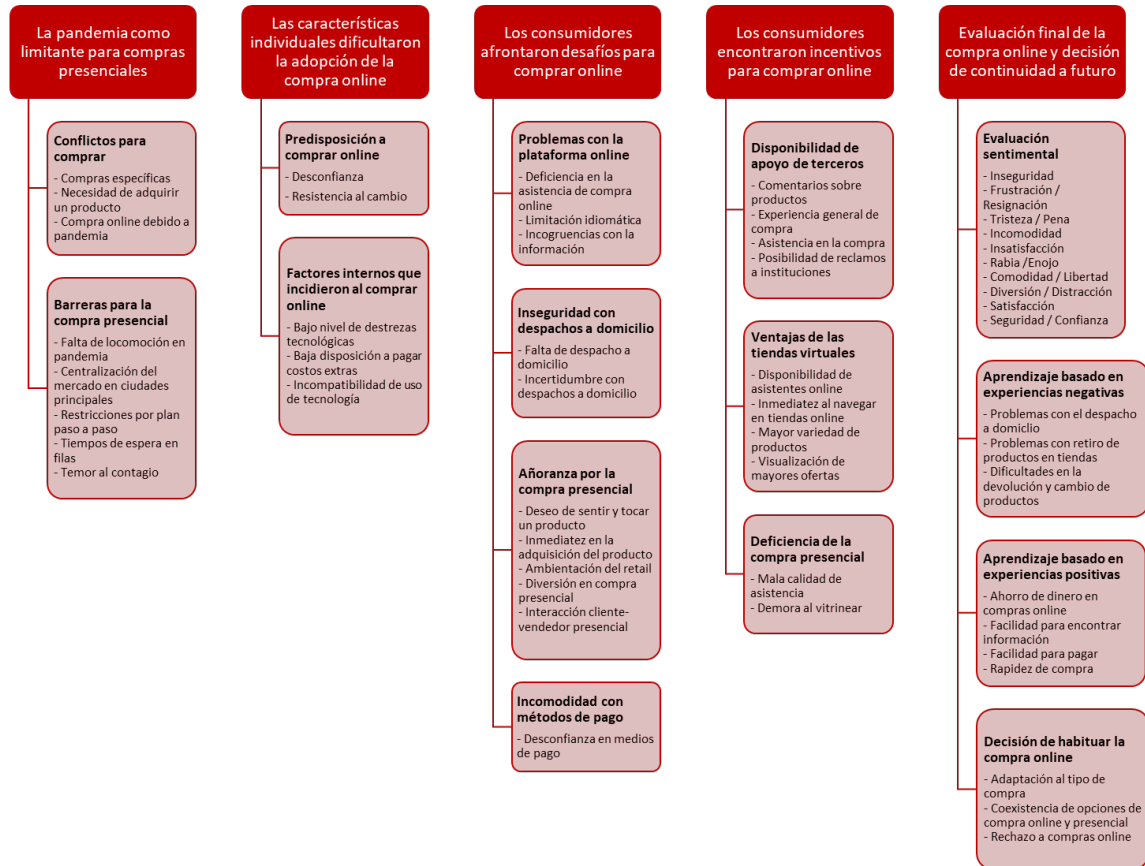 La pandemia como
limitante para compras
presenciales
Conflictos para
comprar
- Compras específicas
- Necesidad de adquirir
un producto
- Compra online debido a
pandemia
Barreras para la
compra presencial
- Falta de locomoción en
pandemia
- Centralización del
mercado en ciudades
principales
- Restricciones por plan
paso a paso
- Tiempos de espera en
filas
- Temor al contagio
Las características
individuales dificultaron
la adopción de la
compra online
Predisposición a
comprar online
- Desconfianza
- Resistencia al cambio
Factores internos que
incidieron al comprar
online
- Bajo nivel de destrezas
tecnológicas
- Baja disposición a pagar
costos extras
- Incompatibilidad de uso
de tecnología
Los consumidores
afrontaron desafíos para
comprar online
Problemas con la
plataforma online
- Deficiencia en la
asistencia de compra
online
- Limitación idiomática
- Incogruencias con la
información
Inseguridad con
despachos a domicilio
- Falta de despacho a
domicilio
- Incertidumbre con
despachos a domicilio
Añoranza por la
compra presencial
- Deseo de sentir y tocar
un producto
- Inmediatez en la
adquisición del producto
- Ambientación del retail
- Diversión en compra
presencial
- Interacción cliente-
vendedor presencial
Incomodidad con
métodos de pago
- Desconfianza en medios
de pago
Los consumidores
encontraron incentivos
para comprar online
Disponibilidad de
apoyo de terceros
- Comentarios sobre
productos
- Experiencia general de
compra
- Asistencia en la compra
- Posibilidad de reclamos
a instituciones
Ventajas de las
tiendas virtuales
- Disponibilidad de
asistentes online
- Inmediatez al navegar
en tiendas online
- Mayor variedad de
productos
- Visualización de
mayores ofertas
Deficiencia de la
compra presencial
- Mala calidad de
asistencia
- Demora al vitrinear
Evaluación final de la
compra online y decisión
de continuidad a futuro
Evaluación
sentimental
- Inseguridad
- Frustración /
Resignación
- Tristeza / Pena
- Incomodidad
- Insatisfacción
- Rabia /Enojo
- Comodidad / Libertad
- Diversión / Distracción
- Satisfacción
- Seguridad / Confianza
Aprendizaje basado en
experiencias negativas
- Problemas con el despacho
a domiclio
- Problemas con retiro de
productos en tiendas
- Dificultades en la
devolución y cambio de
productos
Aprendizaje basado en
experiencias positivas
- Ahorro de dinero en
compras online
- Facilidad para encontrar
información
- Facilidad para pagar
- Rapidez de compra
Decisión de habituar la
compra online
- Adaptación al tipo de
compra
- Coexistencia de opciones de
compra online y presencial
- Rechazo a compras online